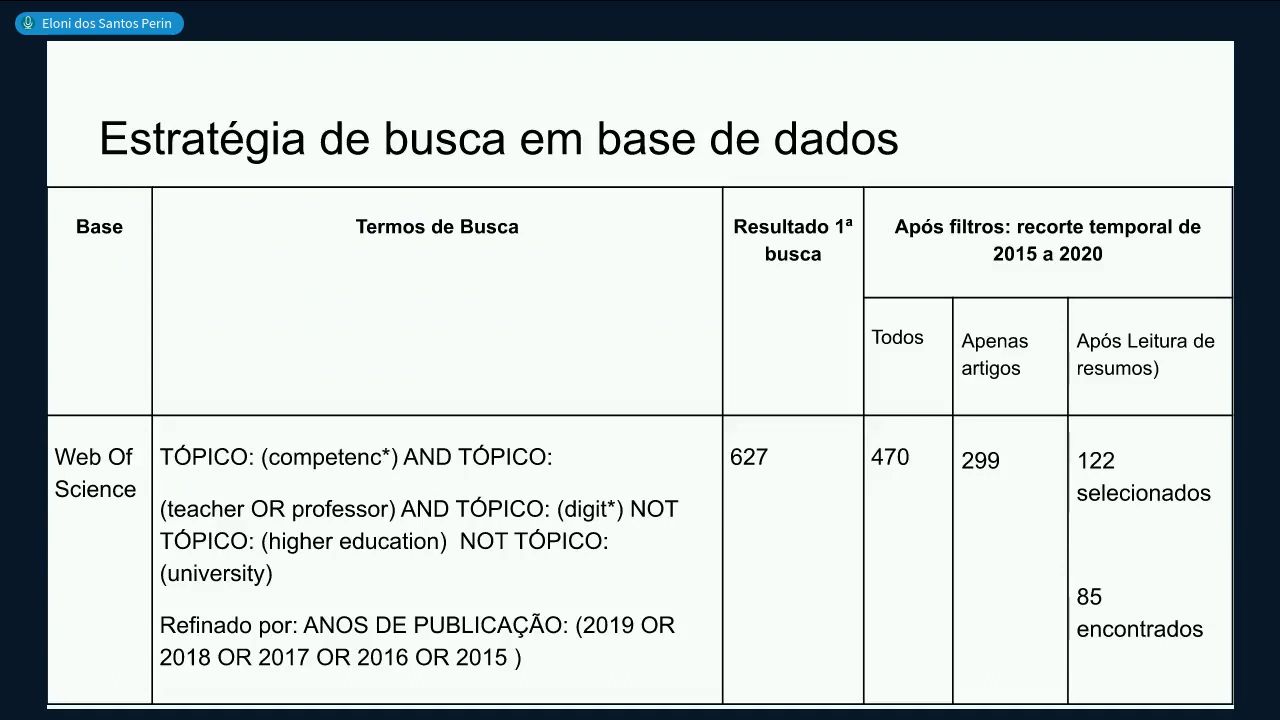 Eloni dos Santos Perin
Estratégia de busca em base de dados
Base
Termos de Busca
Resultado 1ª
busca
Após filtros: recorte temporal de
2015 a 2020
Todos
Apenas
artigos
Após Leitura de
resumos)
Web Of
Science
TÓPICO: (competenc*) AND TÓPICO:
(teacher OR professor) AND TÓPICO: (digit*) NOT
TÓPICO: (higher education)  NOT TÓPICO:
(university)
Refinado por: ANOS DE PUBLICAÇÃO: (2019 OR
2018 OR 2017 OR 2016 OR 2015 )
627
470
299
122
selecionados
85
encontrados